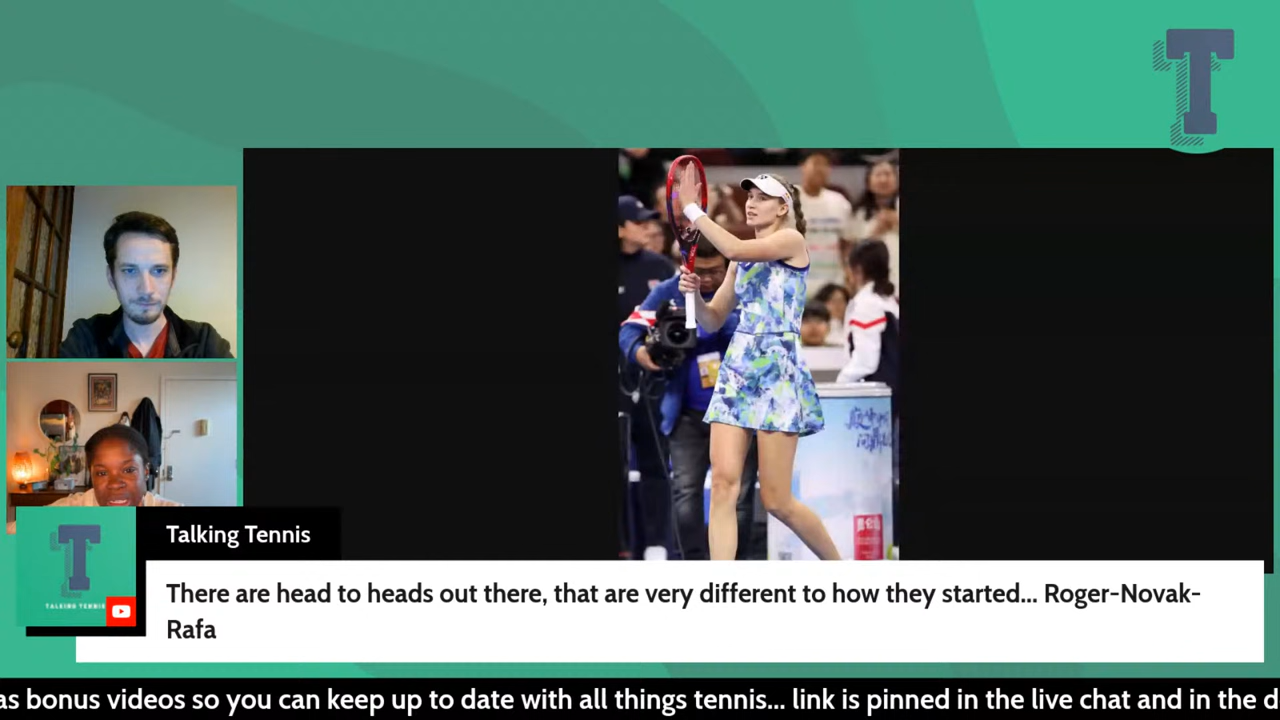 T
Talking Tennis
T
TALKING TENNIS
There are head to heads out there, that are very different to how they started... Roger-Novak-
Rafa
as bonus videos so you can keep up to date with all things tennis... link is pinned in the live chat and in the d